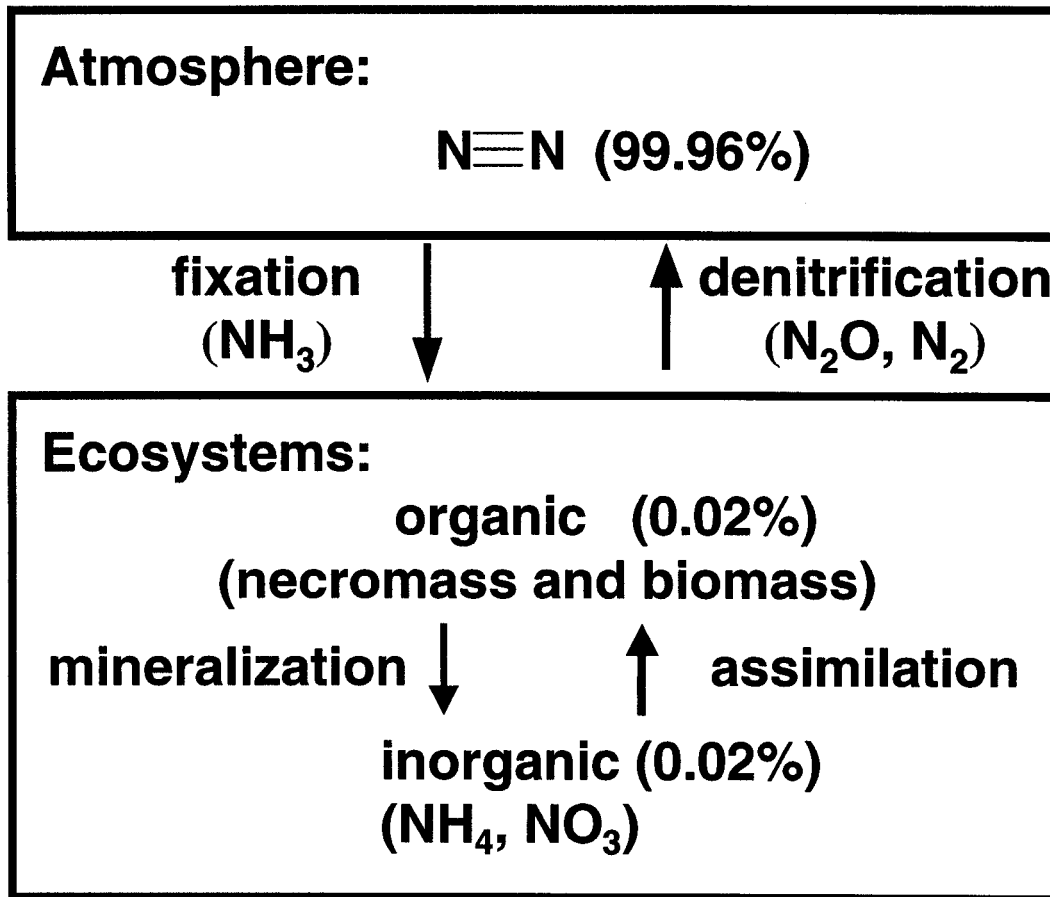 Atmosphere:
N≡N (99.96%)
fixation
(NH₃)
denitrification
(N₂O, N₂)
Ecosystems:
organic (0.02%)
(necromass and biomass)
mineralization
assimilation
inorganic (0.02%)
(NH₄, NO₃)